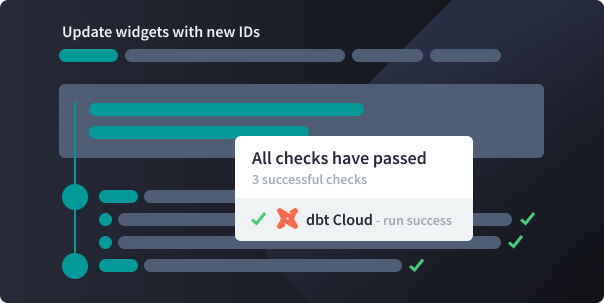 Update widgets with new IDs
All checks have passed
3 successful checks
dbt Cloud - run success